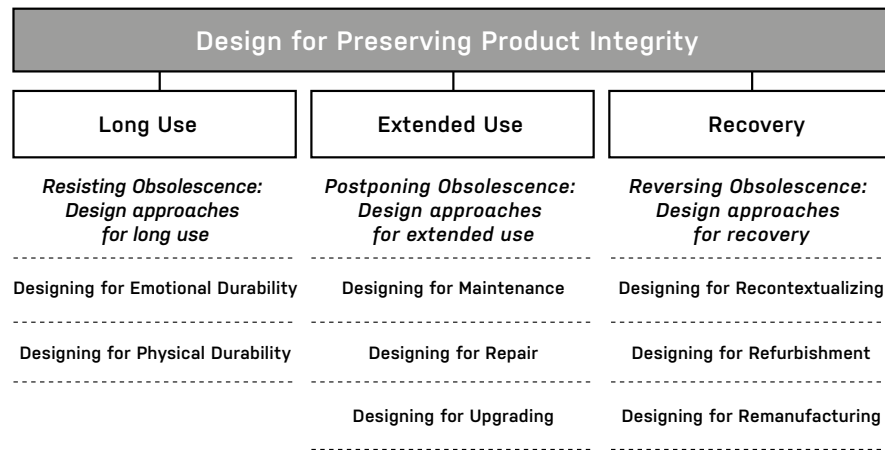 Design for Preserving Product Integrity
Long Use
Extended Use
Recovery
Resisting Obsolescence:
Design approaches
for long use
Postponing Obsolescence:
Design approaches
for extended use
Reversing Obsolescence:
Design approaches
for recovery
Designing for Emotional Durability
Designing for Maintenance
Designing for Recontextualizing
Designing for Physical Durability
Designing for Repair
Designing for Refurbishment
Designing for Upgrading
Designing for Remanufacturing